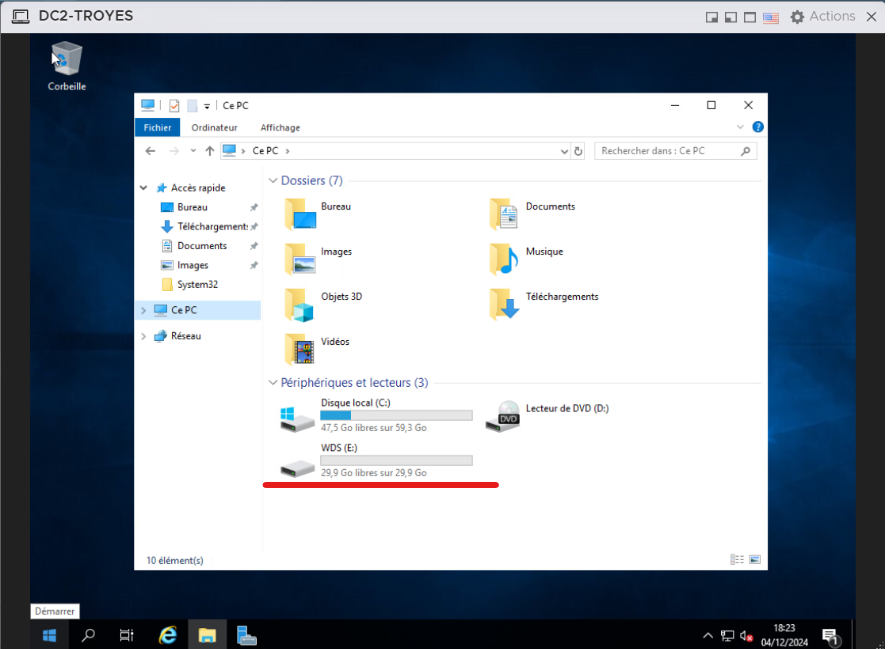 DC2-TROYES
Actions
Corbeille
Ce PC
Fichier
Ordinateur
Affichage
Ce PC
Rechercher dans : Ce PC
Accès rapide
Bureau
Téléchargement
Documents
Images
System32
Ce PC
Réseau
Dossiers (7)
Bureau
Documents
Images
Musique
Objets 3D
Téléchargements
Vidéos
Périphériques et lecteurs (3)
Disque local (C:)
47,5 Go libres sur 59,3 Go
DVD
Lecteur de DVD (D:)
WDS (E:)
29,9 Go libres sur 29,9 Go
10 élément(s)
Démarrer
18:23
04/12/2024
1